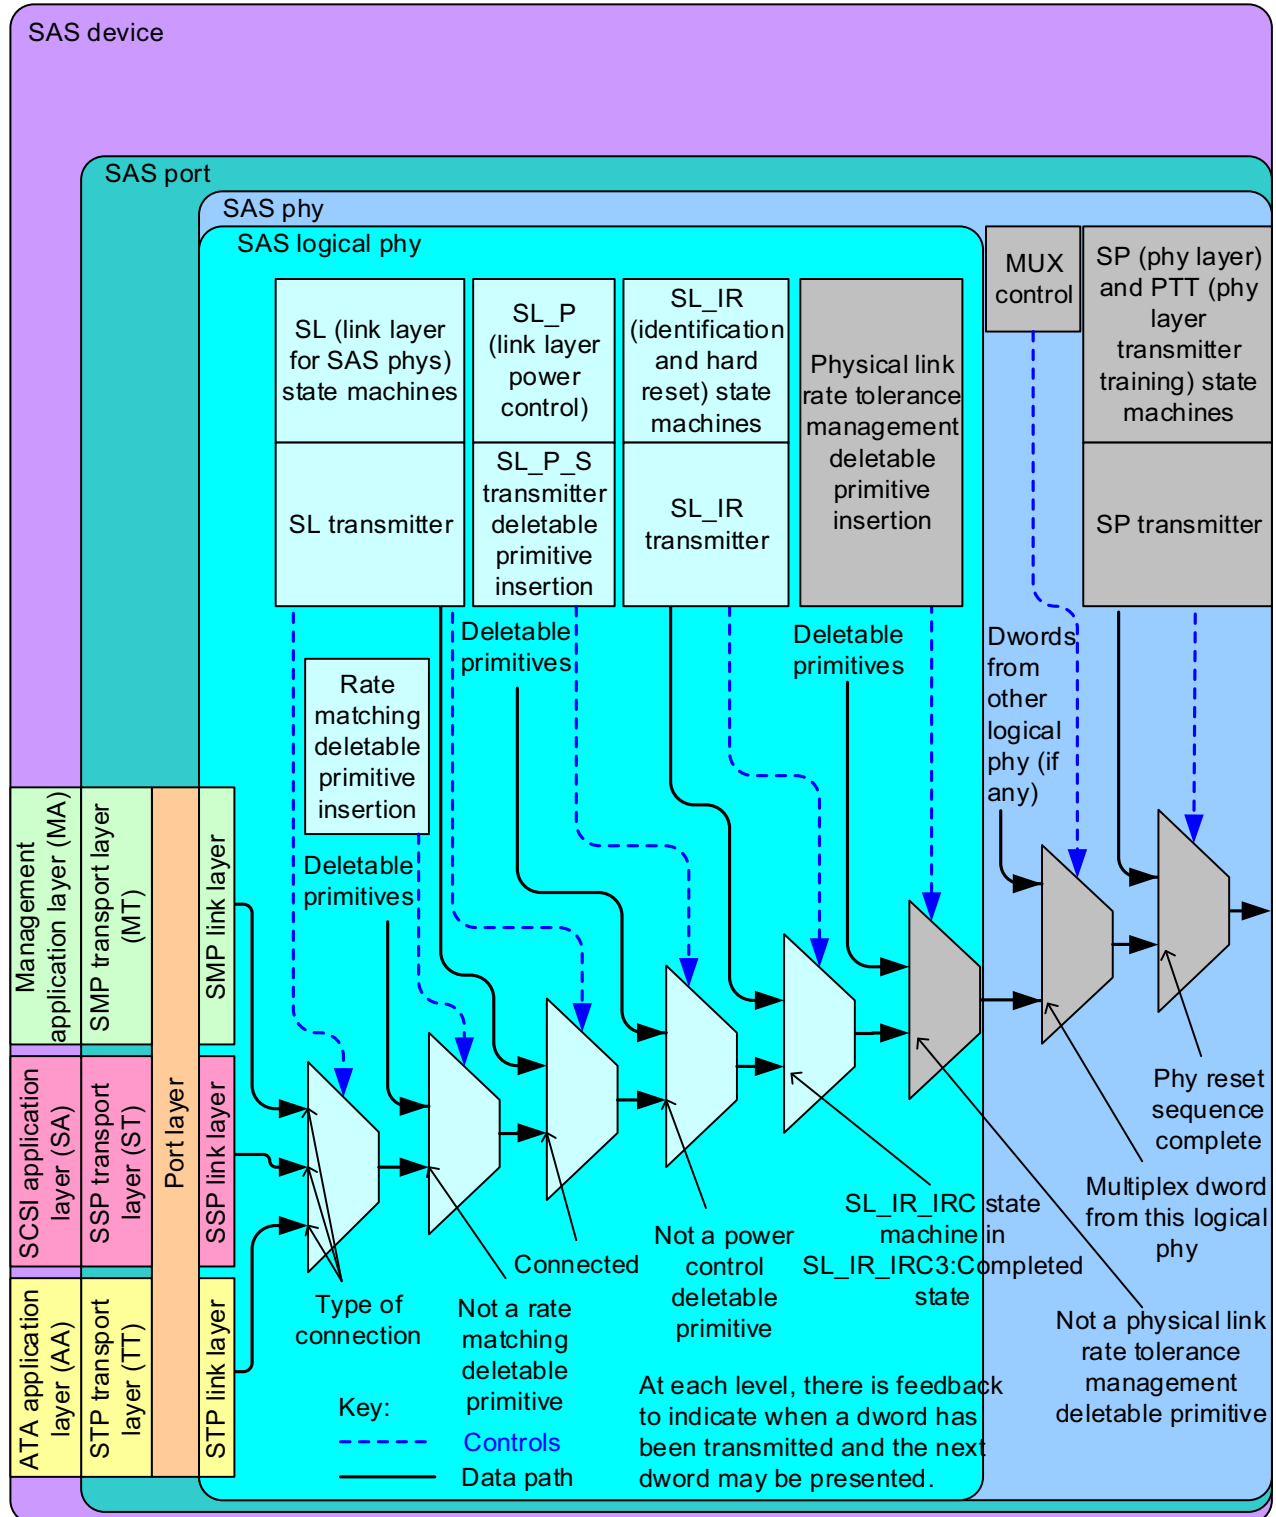 SAS device
SAS port
SAS phy
SAS logical phy
SL (link layer
for SAS phys)
state machines
SL transmitter
SL_P
(link layer
power
control)
SL_P_S
transmitter
deletable
primitive
insertion
SL_IR
(identification
and hard
reset) state
machines
SL_IR
transmitter
Physical link
rate tolerance
management
deletable
primitive
insertion
MUX
control
SP (phy layer)
and PTT (phy
layer
transmitter
training) state
machines
SP transmitter
Rate
matching
deletable
primitive
insertion
Deletable
primitives
Deletable
primitives
Deletable
primitives
Dwords
from
other
logical
phy (if
any)
Management
application layer (MA)
SMP transport layer
(MT)
SMP link layer
SCSI application
layer (SA)
SSP transport
layer (ST)
Port layer
SSP link layer
ATA application
layer (AA)
STP transport
layer (TT)
STP link layer
Type of
connection
Not a rate
matching
deletable
primitive
Connected
Not a power
control
deletable
primitive
SL_IR_IRC state
machine in
SL_IR_IRC3:Completed
state
Phy reset
sequence
complete
Multiplex dword
from this logical
phy
Not a physical link
rate tolerance
management
deletable primitive
Key:
Controls
Data path
At each level, there is feedback
to indicate when a dword has
been transmitted and the next
dword may be presented.